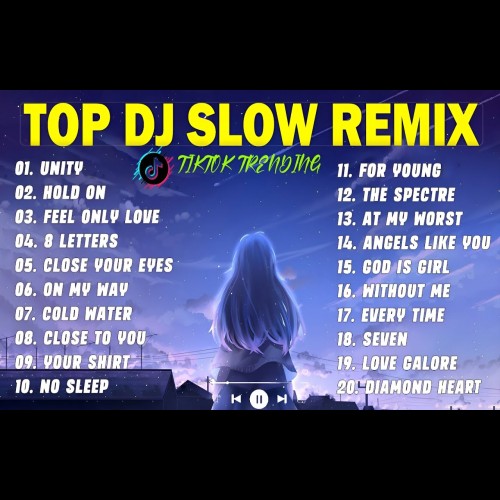 TOP DJ SLOW REMIX
TIKTOK TRENDING
01. UNITY
02. HOLD ON
03. FEEL ONLY LOVE
04. 8 LETTERS
05. CLOSE YOUR EYES
06. ON MY WAY
07. COLD WATER
08. CLOSE TO YOU
09. YOUR SHIRT
10. NO SLEEP
11. FOR YOUNG
12. THE SPECTRE
13. AT MY WORST
14. ANGELS LIKE YOU
15. GOD IS GIRL
16. WITHOUT ME
17. EVERY TIME
18. SEVEN
19. LOVE GALORE
20. DIAMOND HEART